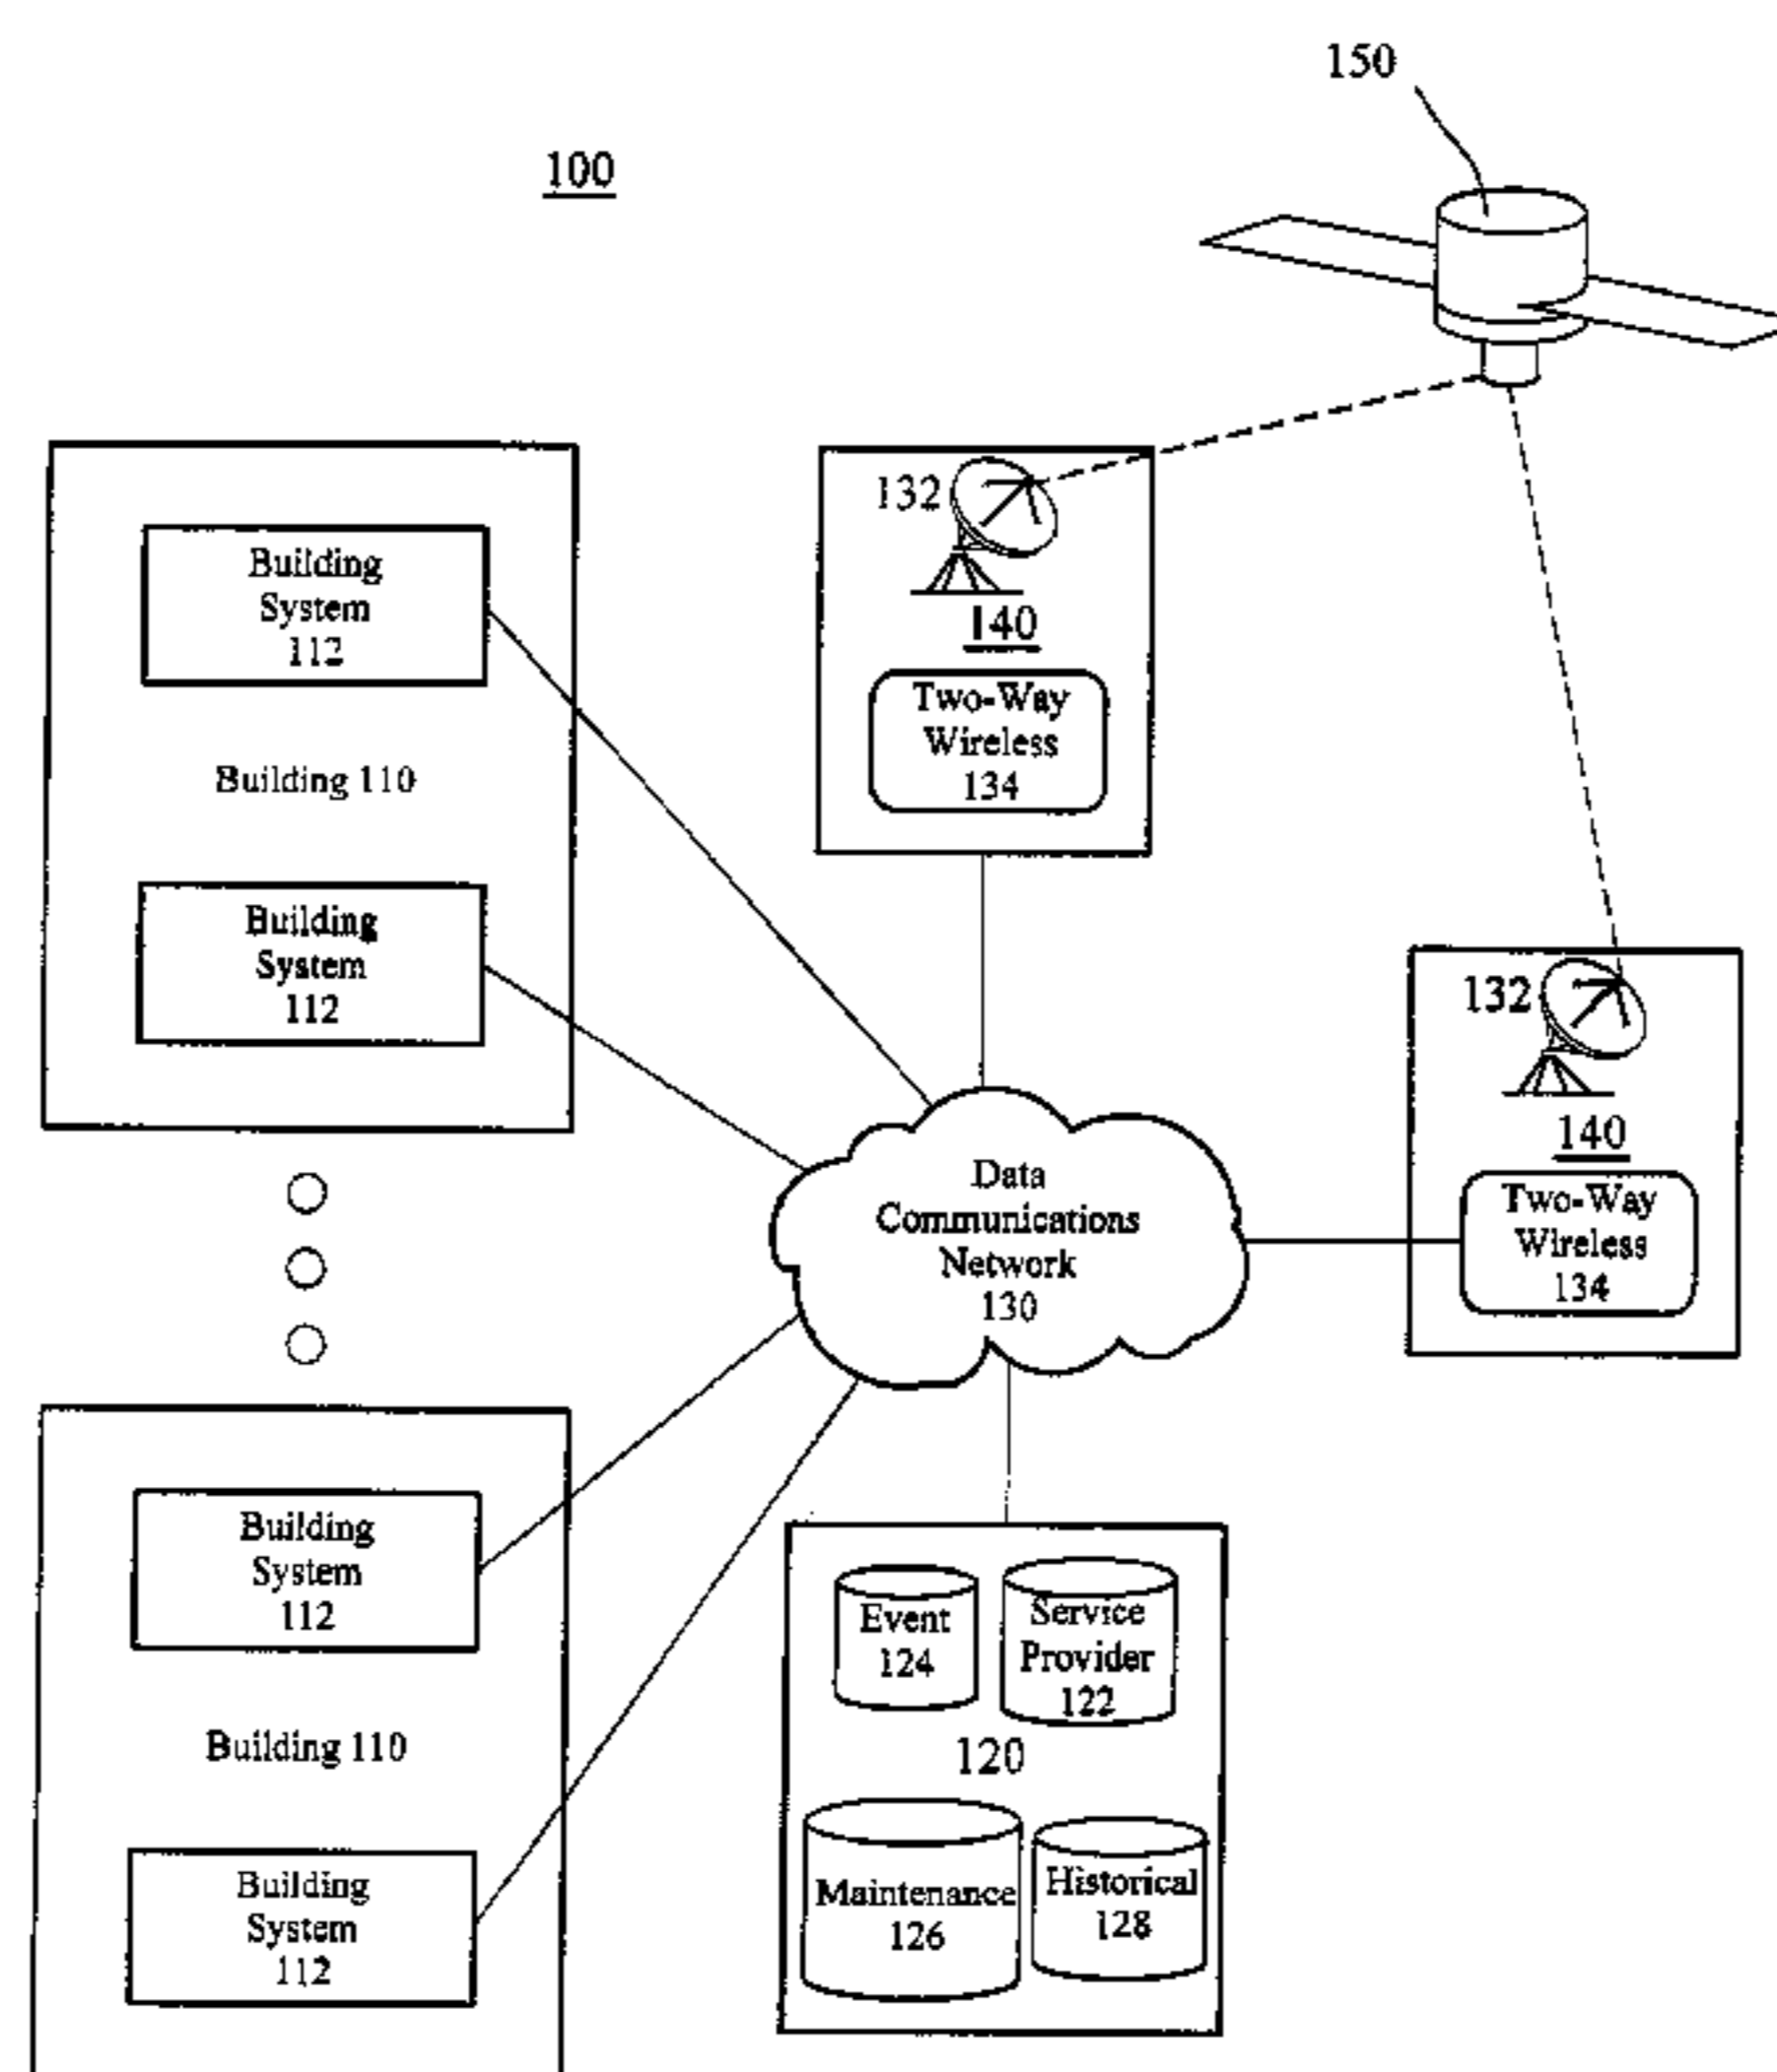 150
100
132
140
Two-Way
Wireless
134
Building
System
112
Building 110
Building
System
112
132
140
Two-Way
Wireless
134
Data
Communications
Network
130
Building
System
112
Building 110
Building
System
112
Event
124
Service
Provider
122
120
Maintenance
126
Historical
128